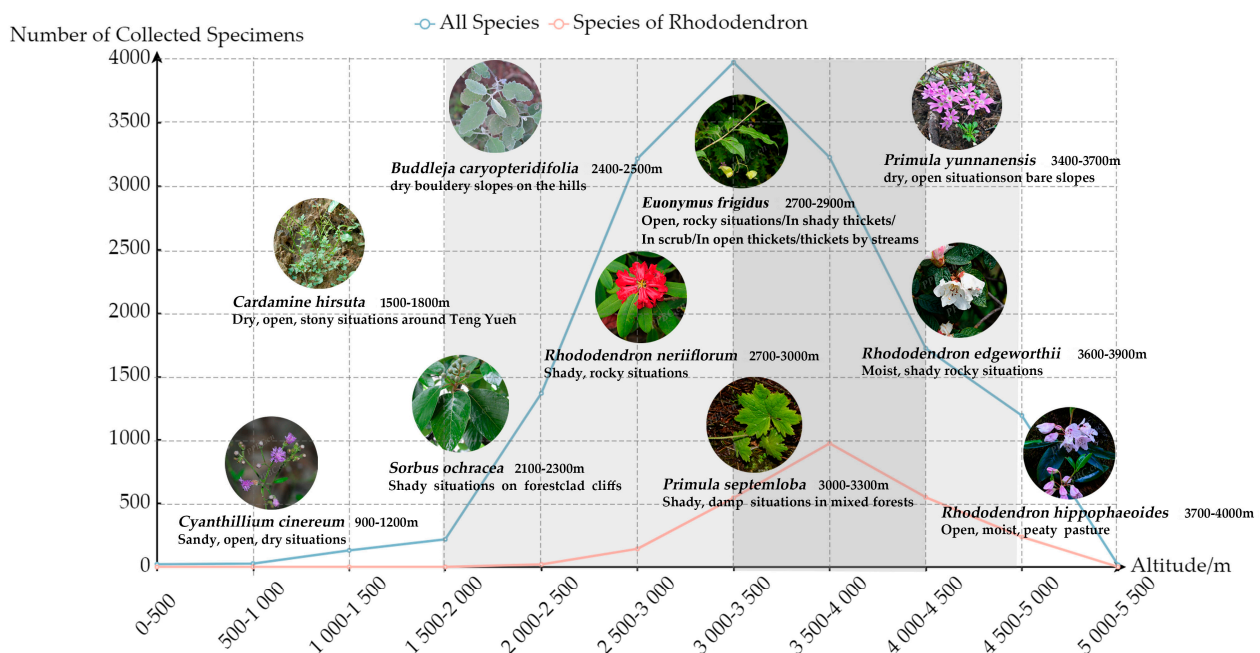 All Species Species of Rhododendron
Number of Collected Specimens
4000
3500
3000
2500
2000
1500
1000
500
0
Buddleja caryopteridifolia 2400-2500m
dry bouldery slopes on the hills
Primula yunnanensis 3400-3700m
dry, open situationson bare slopes
Euonymus frigidus 2700-2900m
Open, rocky situations/In shady thickets/
In scrub/In open thickets/thickets by streams
Cardamine hirsuta 1500-1800m
Dry, open, stony situations around Teng Yueh
Rhododendron neriiflorum 2700-3000m
Shady, rocky situations
Rhododendron edgeworthii 3600-3900m
Moist, shady rocky situations
Sorbus ochracea 2100-2300m
Shady situations on forestclad cliffs
Primula septemloba 3000-3300m
Shady, damp situations in mixed forests
Cyanthillium cinereum 900-1200m
Sandy, open, dry situations
Rhododendron hippophaeoides 3700-4000m
Open, moist, peaty pasture
Altitude/m
0-500
500-1 000
1 000-1 500
1 500-2 000
2 000-2 500
2 500-3 000
3 000-3 500
3 500-4 000
4 000-4 500
4 500-5 000
5 000-5 500